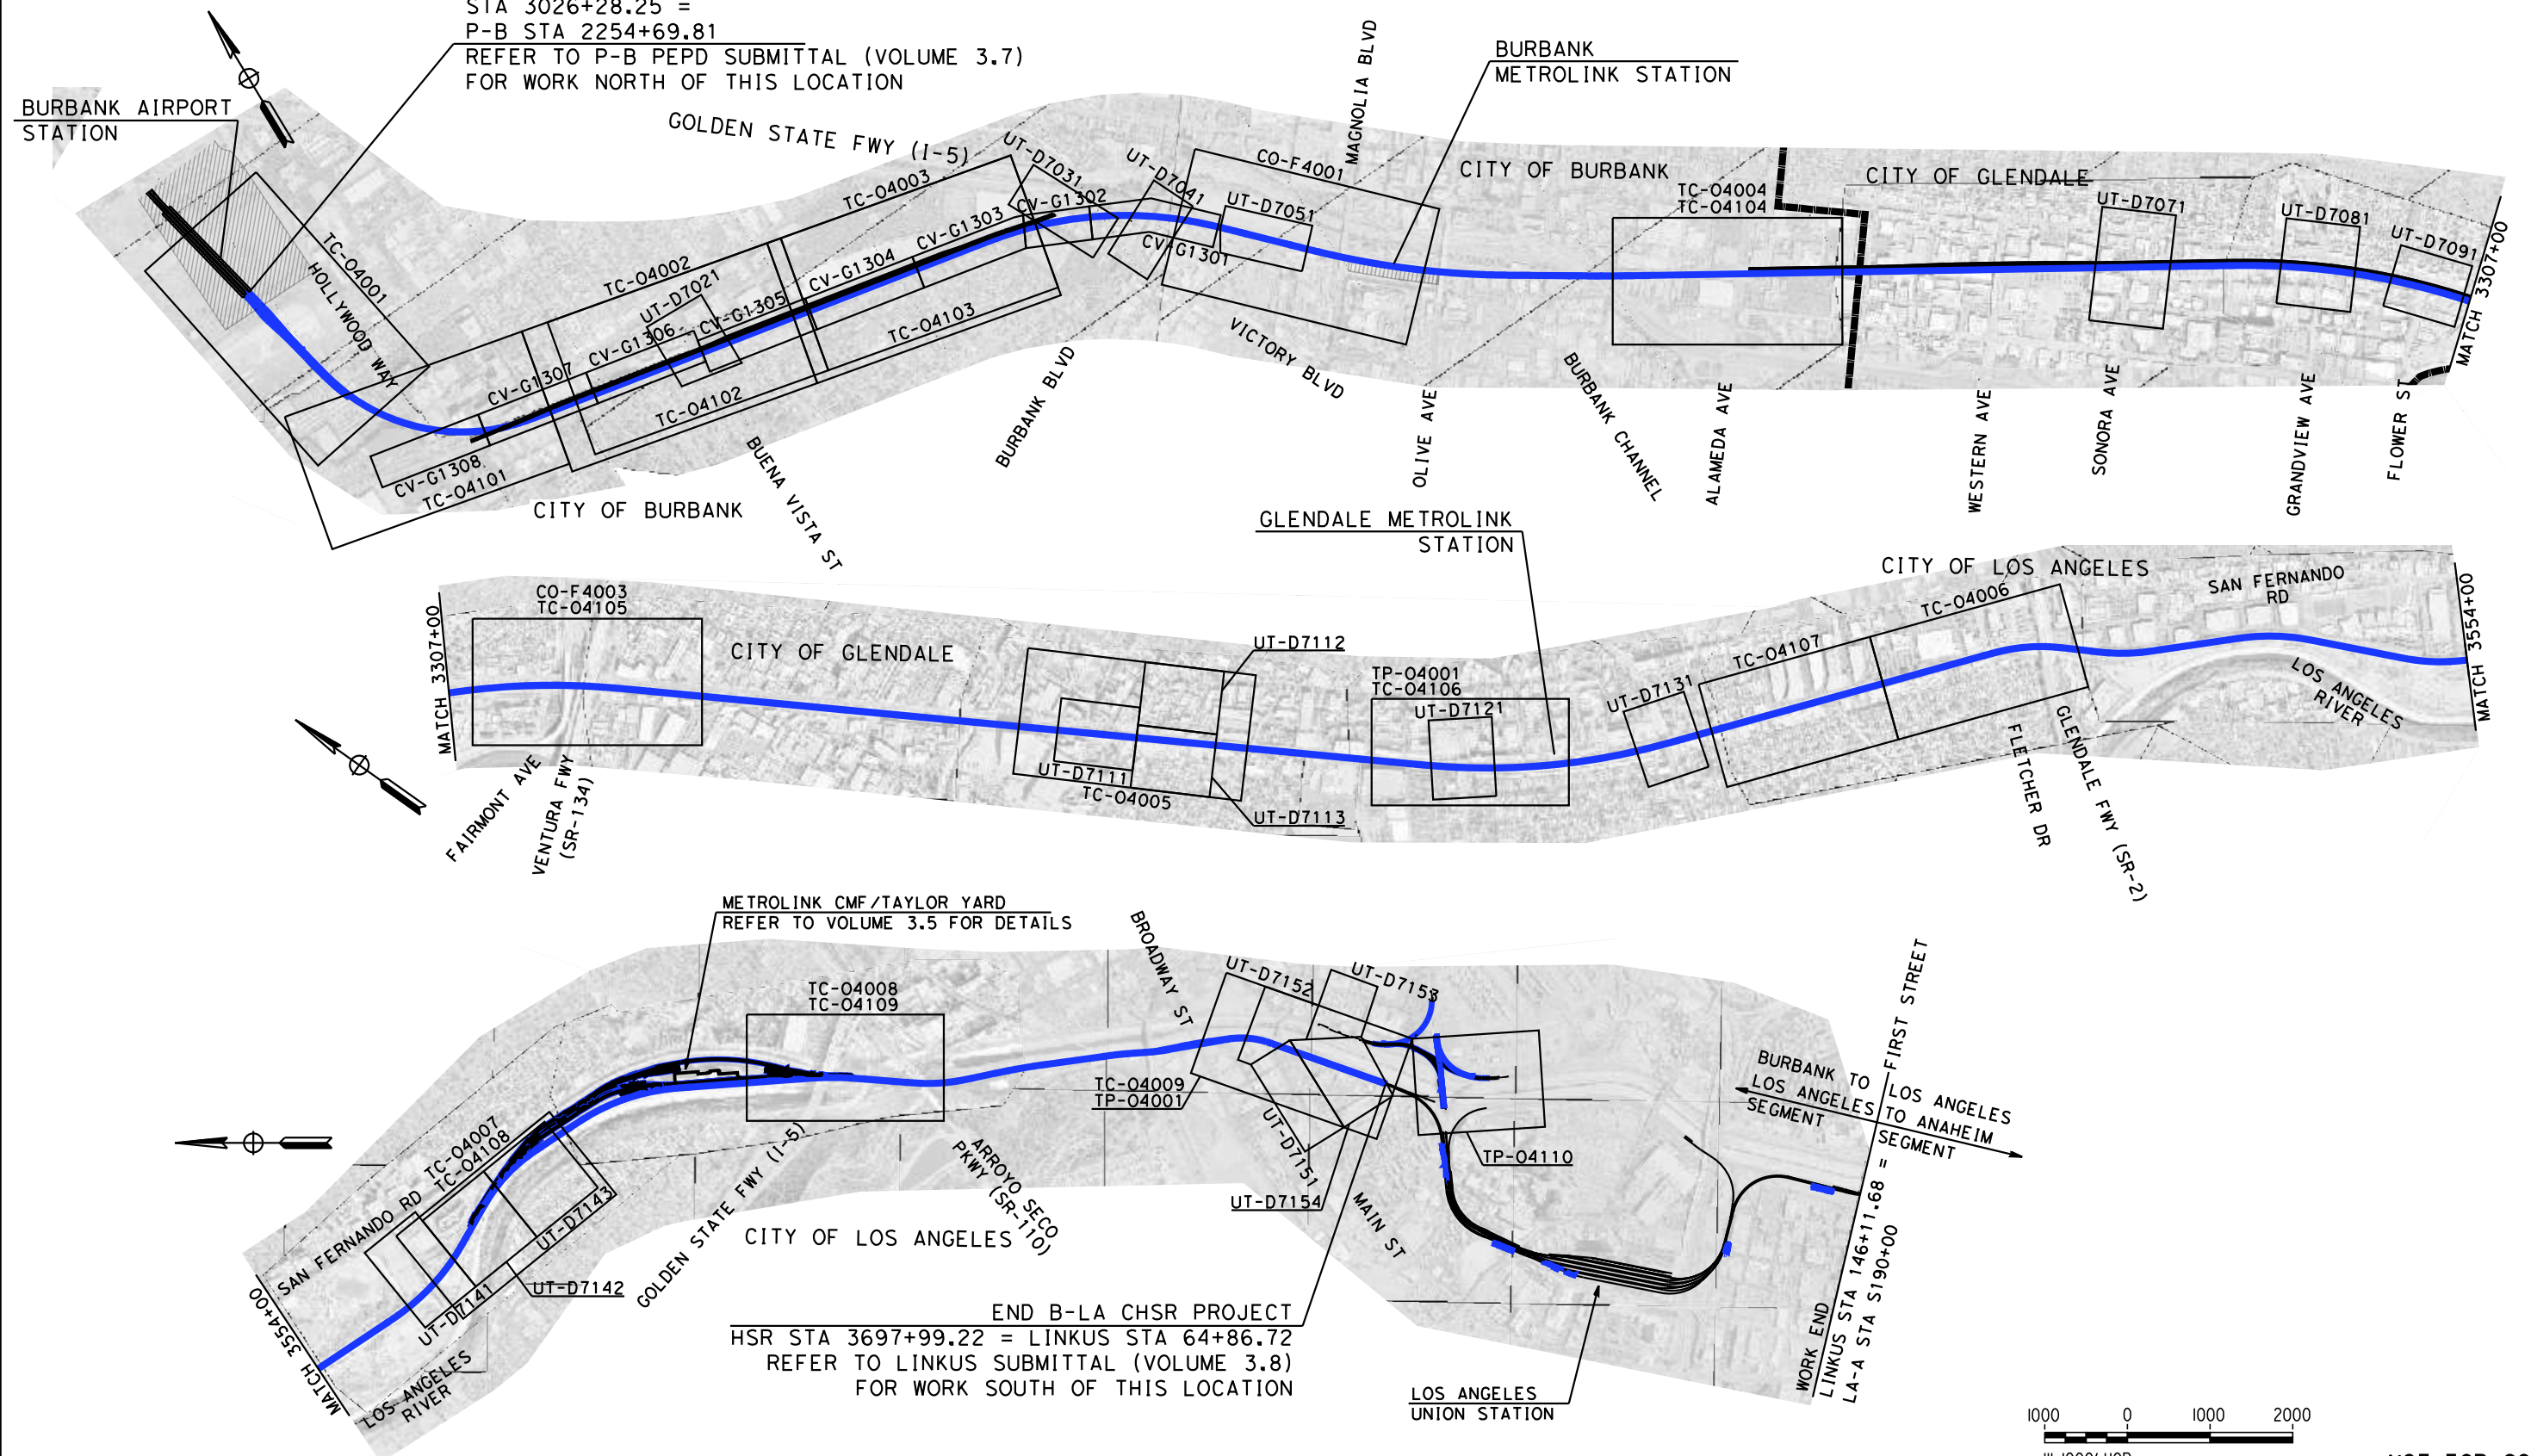 STA 3026+28.25 =
P-B STA 2254+69.81
REFER TO P-B PEPD SUBMITTAL (VOLUME 3.7)
FOR WORK NORTH OF THIS LOCATION
BURBANK AIRPORT
STATION
GOLDEN STATE FWY (I-5)
MAGNOLIA BLVD
BURBANK
METROLINK STATION
TC-04001
HOLLYWOOD WAY
TC-04002
TC-04003
UT-D7021
UT-D7031
UT-D7041
CV-G1302
CV-G1303
CV-G1304
CV-G1305
CV-G1306
CV-G1307
CV-G1308
TC-04101
TC-04102
TC-04103
CV-G1301
CO-F4001
UT-D7051
CITY OF BURBANK
TC-04004
TC-04104
CITY OF GLENDALE
UT-D7071
UT-D7081
UT-D7091
MATCH 3307+00
CITY OF BURBANK
BUENA VISTA ST
BURBANK BLVD
VICTORY BLVD
OLIVE AVE
BURBANK CHANNEL
ALAMEDA AVE
WESTERN AVE
SONORA AVE
GRANDVIEW AVE
FLOWER ST
MATCH 3307+00
CO-F4003
TC-04105
CITY OF GLENDALE
FAIRMONT AVE
VENTURA FWY
(SR-134)
UT-D7112
UT-D7111
TC-04005
UT-D7113
GLENDALE METROLINK
STATION
TP-04001
TC-04106
UT-D7121
UT-D7131
TC-04107
TC-04006
CITY OF LOS ANGELES
SAN FERNANDO
RD
LOS ANGELES
RIVER
FLETCHER DR
GLENDALE FWY (SR-2)
MATCH 3554+00
METROLINK CMF/TAYLOR YARD
REFER TO VOLUME 3.5 FOR DETAILS
TC-04007
TC-04108
SAN FERNANDO RD
MATCH 3554+00
LOS ANGELES
RIVER
UT-D7141
UT-D7142
UT-D7143
TC-04008
TC-04109
GOLDEN STATE FWY (I-5)
ARROYO SECO
PKWY (SR-110)
CITY OF LOS ANGELES
BROADWAY ST
UT-D7152
UT-D7153
TC-04009
TP-04001
UT-D7151
UT-D7154
MAIN ST
TP-04110
END B-LA CHSR PROJECT
HSR STA 3697+99.22 = LINKUS STA 64+86.72
REFER TO LINKUS SUBMITTAL (VOLUME 3.8)
FOR WORK SOUTH OF THIS LOCATION
LOS ANGELES
UNION STATION
FIRST STREET
BURBANK TO
LOS ANGELES
SEGMENT
LOS ANGELES
TO ANAHEIM
SEGMENT
WORK END
LINKUS STA 146+11.68 =
LA-A STA S190+00
1000 0 1000 2000